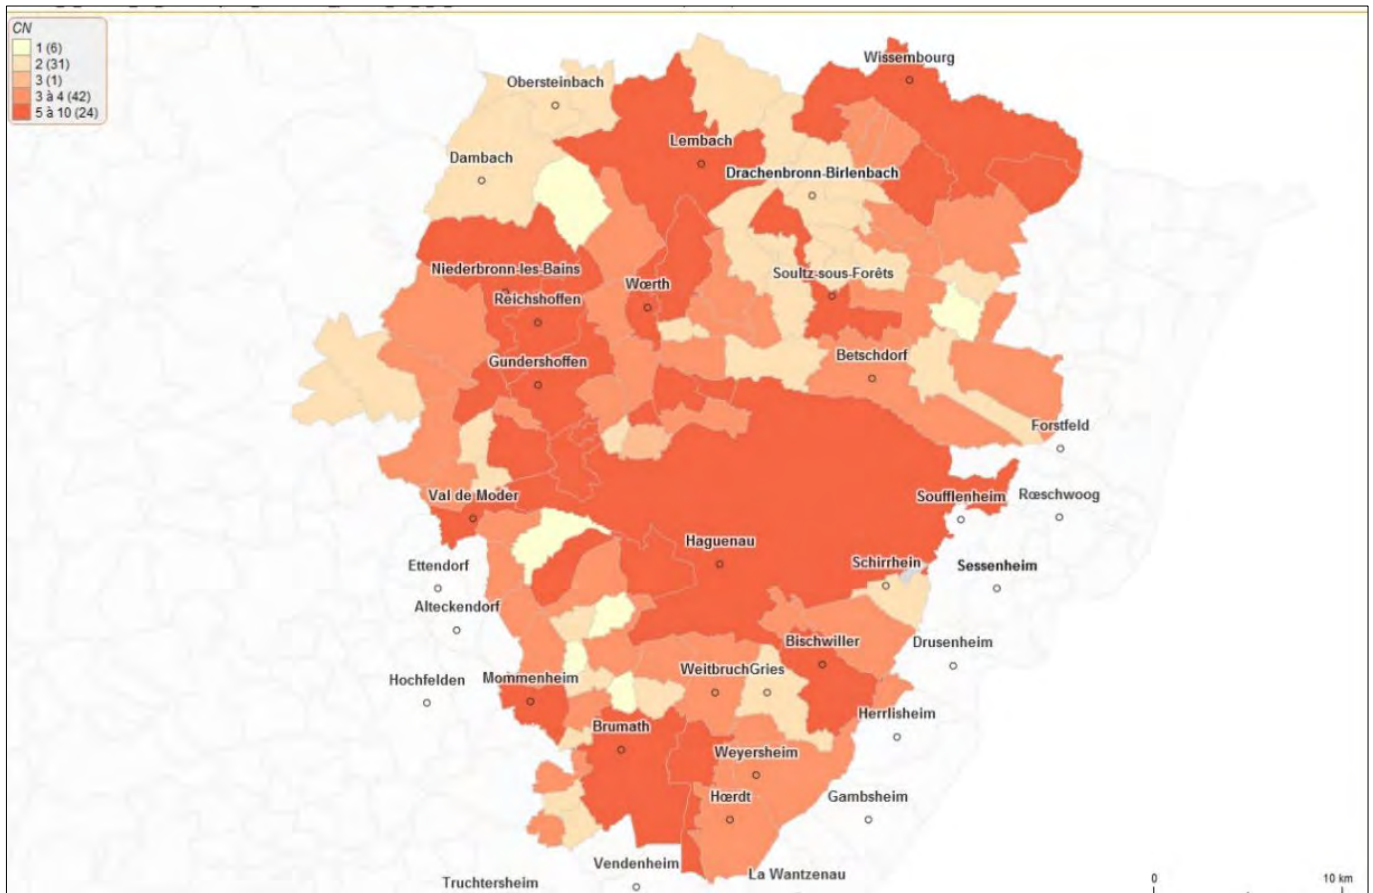 CN
1 (6)
2 (31)
3 (1)
3 à 4 (42)
5 à 10 (24)
Wissembourg
Obersteinbach
Lembach
Dambach
Drachenbronn-Birlenbach
Niederbronn-les-Bains
Soultz-sous-Forêts
Wœrth
Reichshoffen
Gundershoffen
Betschdorf
Forstfeld
Val de Moder
Soufflenheim
Rœschwoog
Haguenau
Ettendorf
Schirrhein
Sessenheim
Alteckendorf
Bischwiller
Drusenheim
Hochfelden
Mommenheim
Weitbruch
Gries
Herrlisheim
Brumath
Weyersheim
Hœrdt
Gambsheim
Vendenheim
La Wantzenau
Truchtersheim
0
10 km